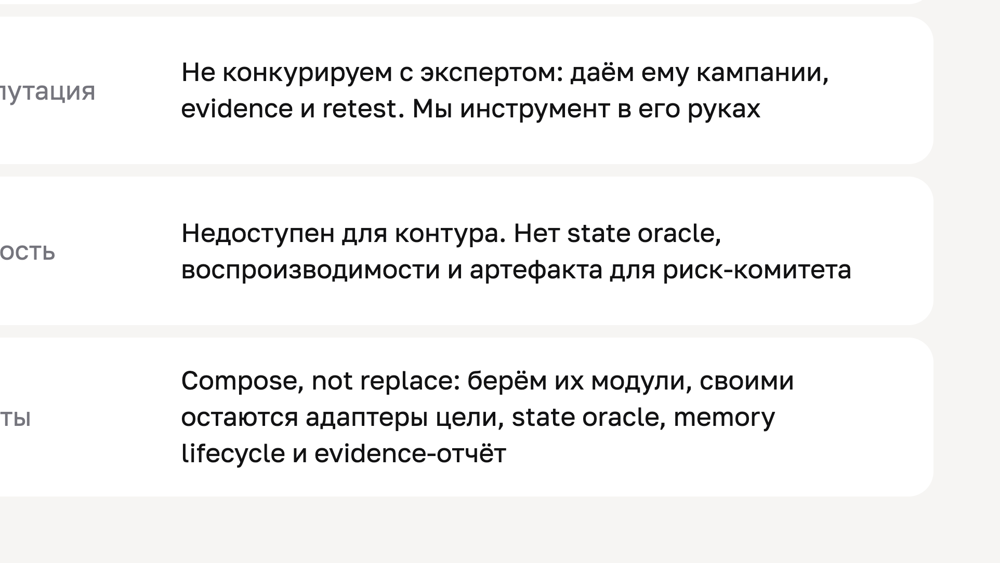 Не конкурируем с экспертом: даём ему кампании,
путация
evidence и retest. Мы инструмент в его руках
Недоступен для контура. Нет state oracle,
ость
воспроизводимости и артефакта для риск-комитета
Compose, not replace: берём их модули, своими
ты
остаются адаптеры цели, state oracle, memory
lifecycle и evidence-отчёт